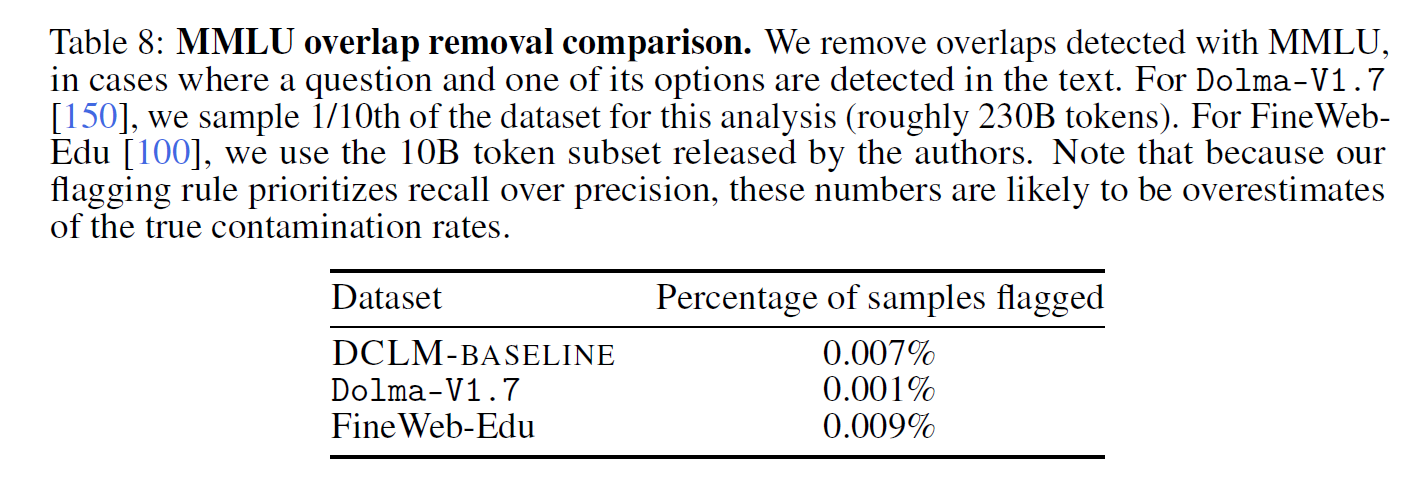 Table 8: MMLU overlap removal comparison. We remove overlaps detected with MMLU,
in cases where a question and one of its options are detected in the text. For Dolma-V1.7
[150], we sample 1/10th of the dataset for this analysis (roughly 230B tokens). For FineWeb-
Edu [100], we use the 10B token subset released by the authors. Note that because our
flagging rule prioritizes recall over precision, these numbers are likely to be overestimates
of the true contamination rates.
Dataset Percentage of samples flagged
DCLM-BASELINE 0.007%
Dolma-V1.7 0.001%
FineWeb-Edu 0.009%